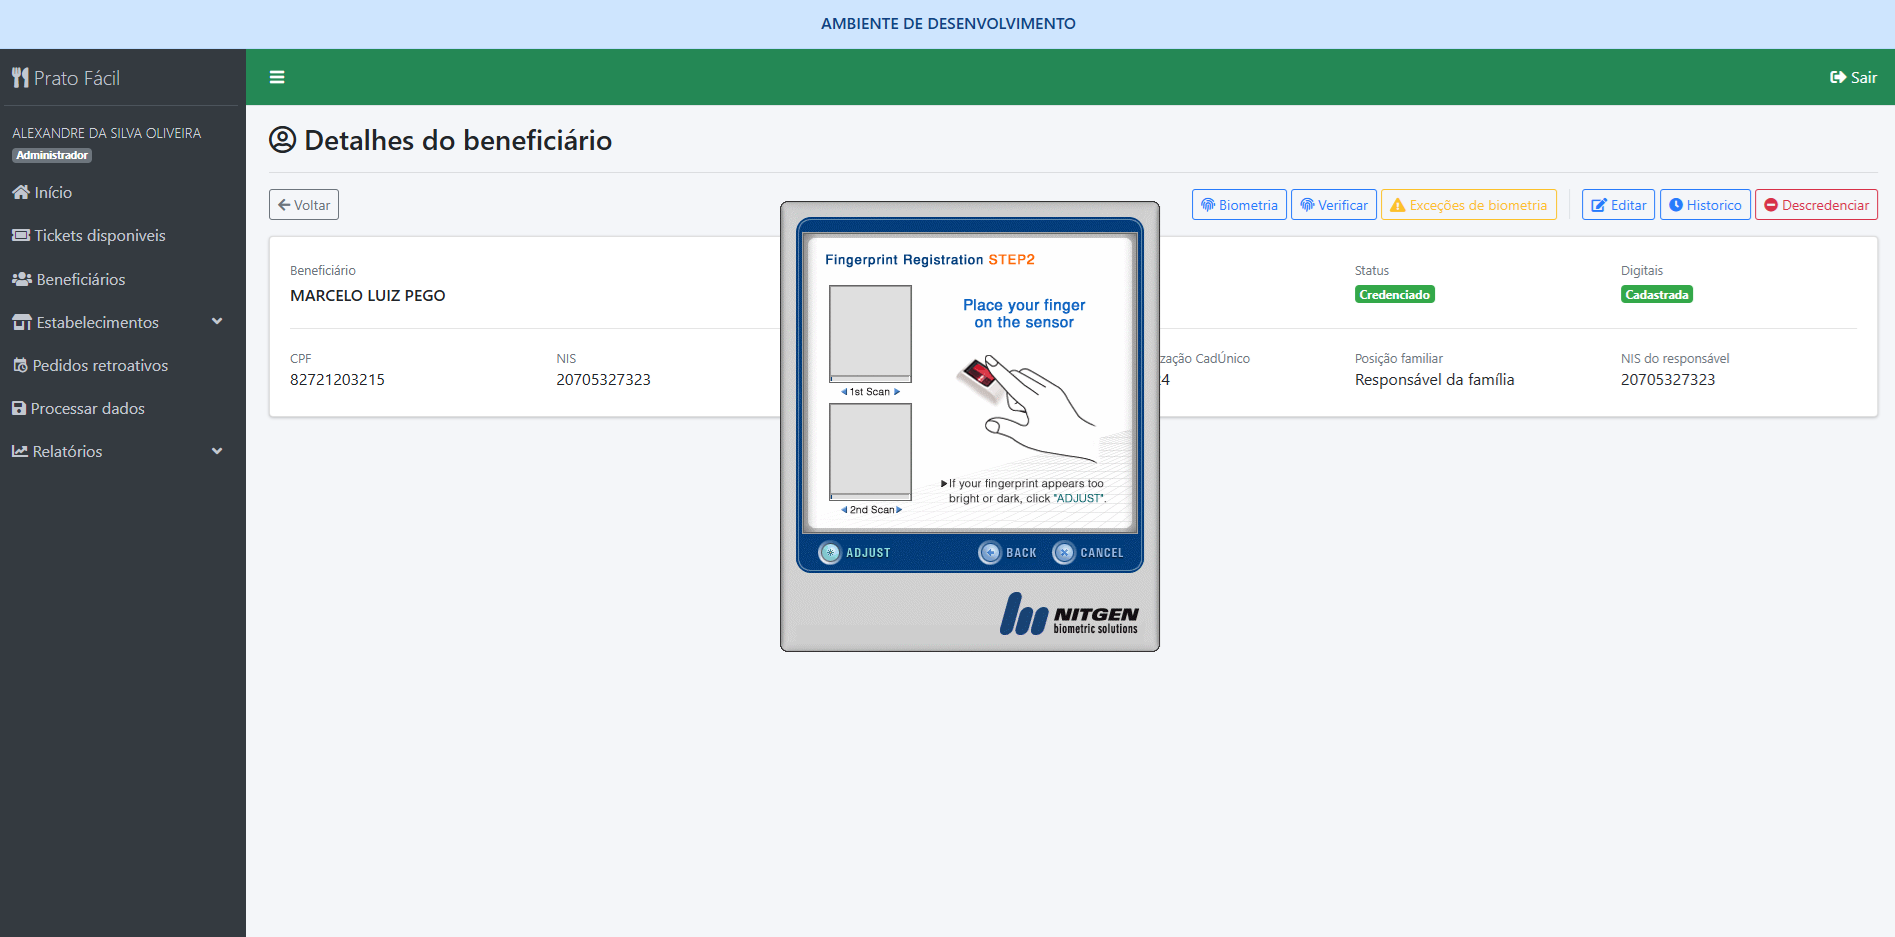 AMBIENTE DE DESENVOLVIMENTO
Prato Fácil
Sair
ALEXANDRE DA SILVA OLIVEIRA
Administrador
Início
Tickets disponiveis
Beneficiários
Estabelecimentos
Pedidos retroativos
Processar dados
Relatórios
Detalhes do beneficiário
Voltar
Biometria
Verificar
Exceções de biometria
Editar
Historico
Descredenciar
Beneficiário
MARCELO LUIZ PEGO
Status
Credenciado
Digitais
Cadastrada
CPF
82721203215
NIS
20705327323
zação CadÚnico
4
Posição familiar
Responsável da família
NIS do responsável
20705327323
Fingerprint Registration STEP2
Place your finger
on the sensor
1st Scan
2nd Scan
If your fingerprint appears too
bright or dark, click "ADJUST".
ADJUST
BACK
CANCEL
NITGEN
biometric solutions